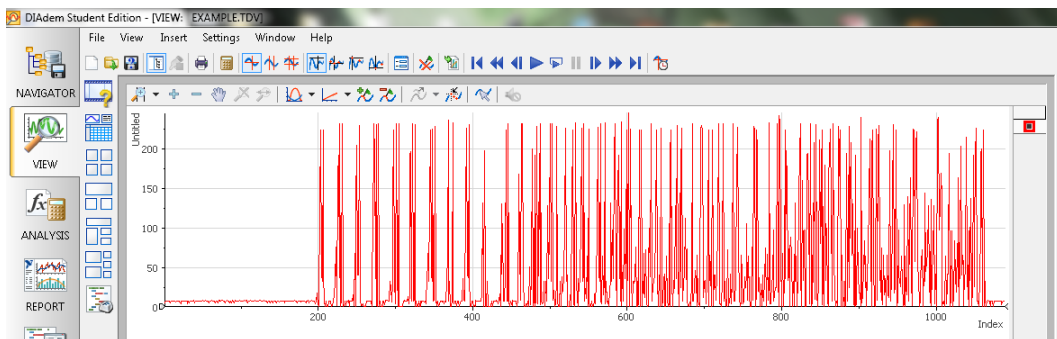 DIAdem Student Edition - [VIEW: EXAMPLE.TDV]
File View Insert Settings Window Help
NAVIGATOR
VIEW
ANALYSIS
REPORT
Untitled
200
150
100
50
0
200 400 600 800 1000
Index